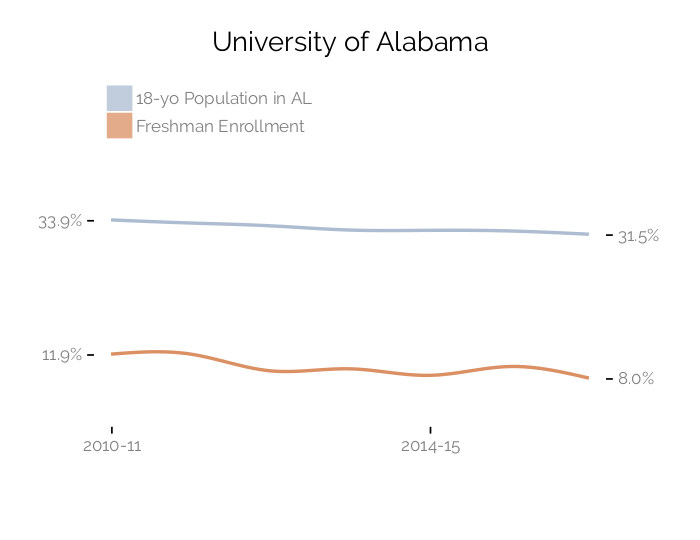 University of Alabama
18-yo Population in AL
Freshman Enrollment
33.9%
31.5%
11.9%
8.0%
2010-11 2014-15